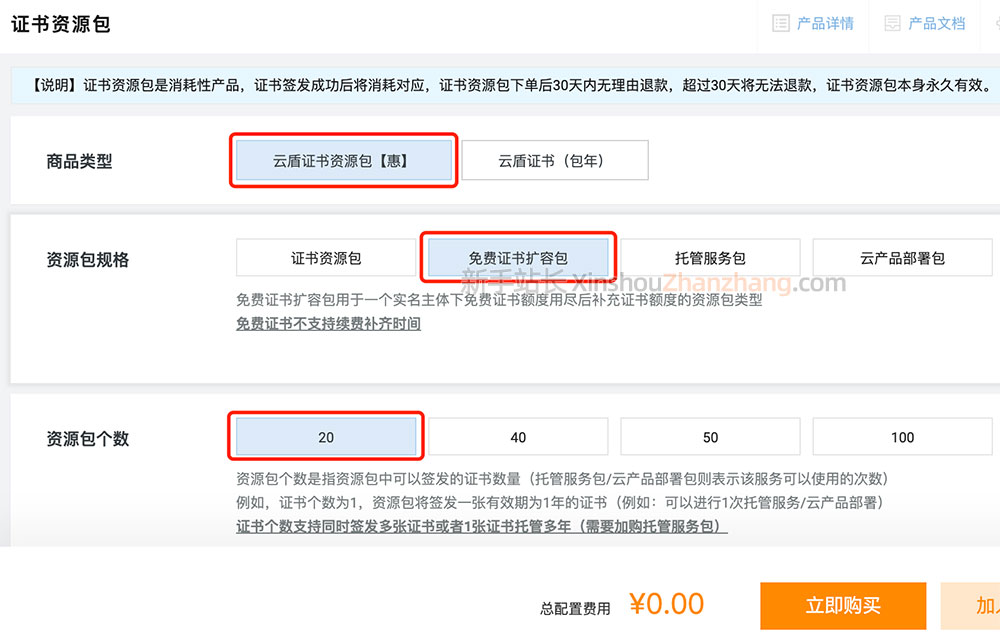 证书资源包
产品详情
产品文档
【说明】证书资源包是消耗性产品，证书签发成功后将消耗对应，证书资源包下单后30天内无理由退款，超过30天将无法退款，证书资源包本身永久有效。
商品类型
云盾证书资源包【惠】
云盾证书（包年）
资源包规格
证书资源包
免费证书扩容包
托管服务包
云产品部署包
新手站长 XinshouZhanzhang.com
免费证书扩容包用于一个实名主体下免费证书额度用尽后补充证书额度的资源包类型
免费证书不支持续费补齐时间
资源包个数
20
40
50
100
资源包个数是指资源包中可以签发的证书数量（托管服务包/云产品部署包则表示该服务可以使用的次数）
例如，证书个数为1，资源包将签发一张有效期为1年的证书（例如：可以进行1次托管服务/云产品部署）
证书个数支持同时签发多张证书或者1张证书托管多年（需要加购托管服务包）
总配置费用
¥0.00
立即购买
加